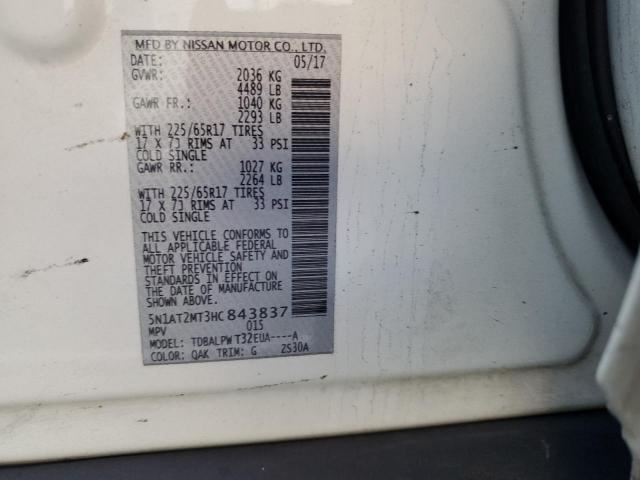 MFD BY NISSAN MOTOR CO., LTD.
DATE: 05/17
GVWR: 2036 KG
4489 LB
GAWR FR.: 1040 KG
2293 LB
WITH 225/65R17 TIRES
17 X 7J RIMS AT 33 PSI
COLD SINGLE
GAWR RR.: 1027 KG
2264 LB
WITH 225/65R17 TIRES
17 X 7J RIMS AT 33 PSI
COLD SINGLE
THIS VEHICLE CONFORMS TO
ALL APPLICABLE FEDERAL
MOTOR VEHICLE SAFETY AND
THEFT PREVENTION
STANDARDS IN EFFECT ON
THE DATE OF MANUFACTURE
SHOWN ABOVE.
5N1AT2MT3HC 843837
MPV 015
MODEL: TDBALPW T32EUA----A
COLOR: QAK TRIM: G 2S30A